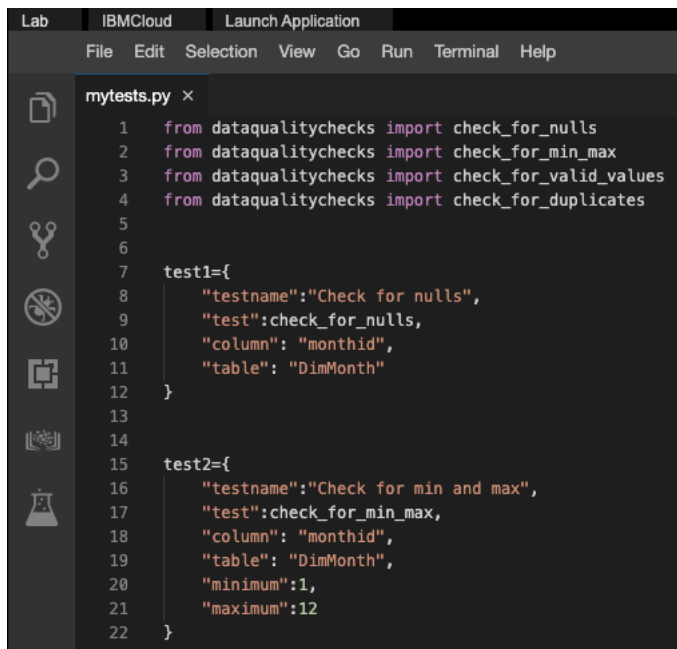 Lab IBMCloud Launch Application
File Edit Selection View Go Run Terminal Help
mytests.py ×
1 from dataqualitychecks import check_for_nulls
2 from dataqualitychecks import check_for_min_max
3 from dataqualitychecks import check_for_valid_values
4 from dataqualitychecks import check_for_duplicates
5
6
7 test1={
8     "testname":"Check for nulls",
9     "test":check_for_nulls,
10     "column": "monthid",
11     "table": "DimMonth"
12 }
13
14
15 test2={
16     "testname":"Check for min and max",
17     "test":check_for_min_max,
18     "column": "monthid",
19     "table": "DimMonth",
20     "minimum":1,
21     "maximum":12
22 }